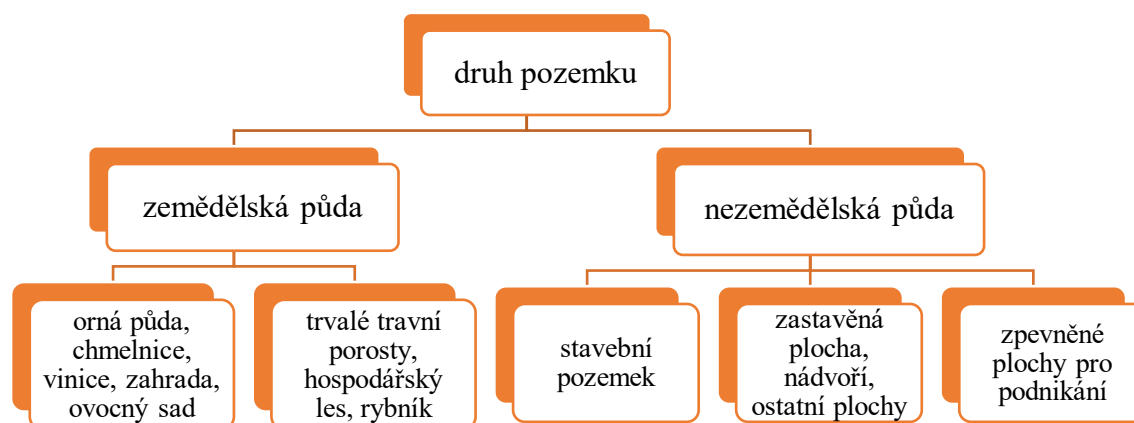 druh pozemku
zemědělská půda
nezemědělská půda
orná půda,
chmelnice,
vinice, zahrada,
ovocný sad
trvalé travní
porosty,
hospodářský
les, rybník
stavební
pozemek
zastavěná
plocha,
nádvoří,
ostatní plochy
zpevněné
plochy pro
podnikání